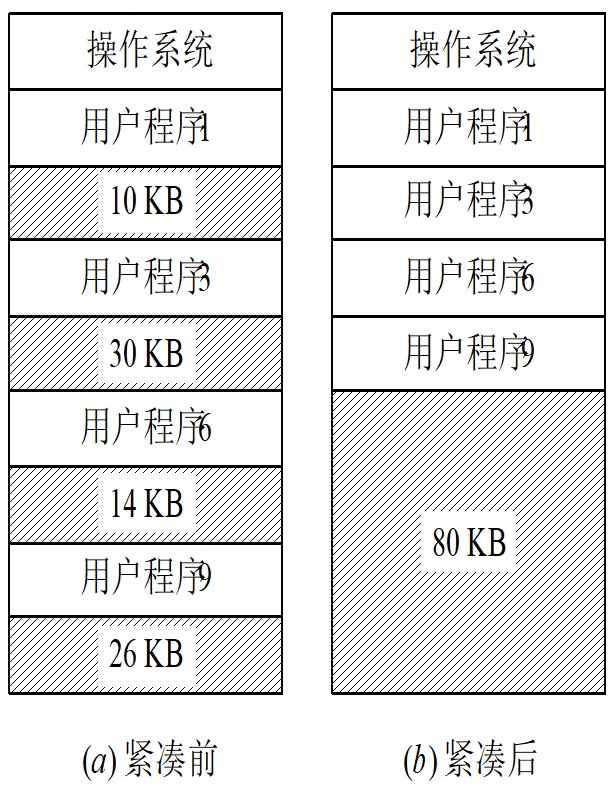 操作系统
用户程序1
10 KB
用户程序3
30 KB
用户程序6
14 KB
用户程序9
26 KB
(a) 紧凑前
操作系统
用户程序1
用户程序3
用户程序6
用户程序9
80 KB
(b) 紧凑后